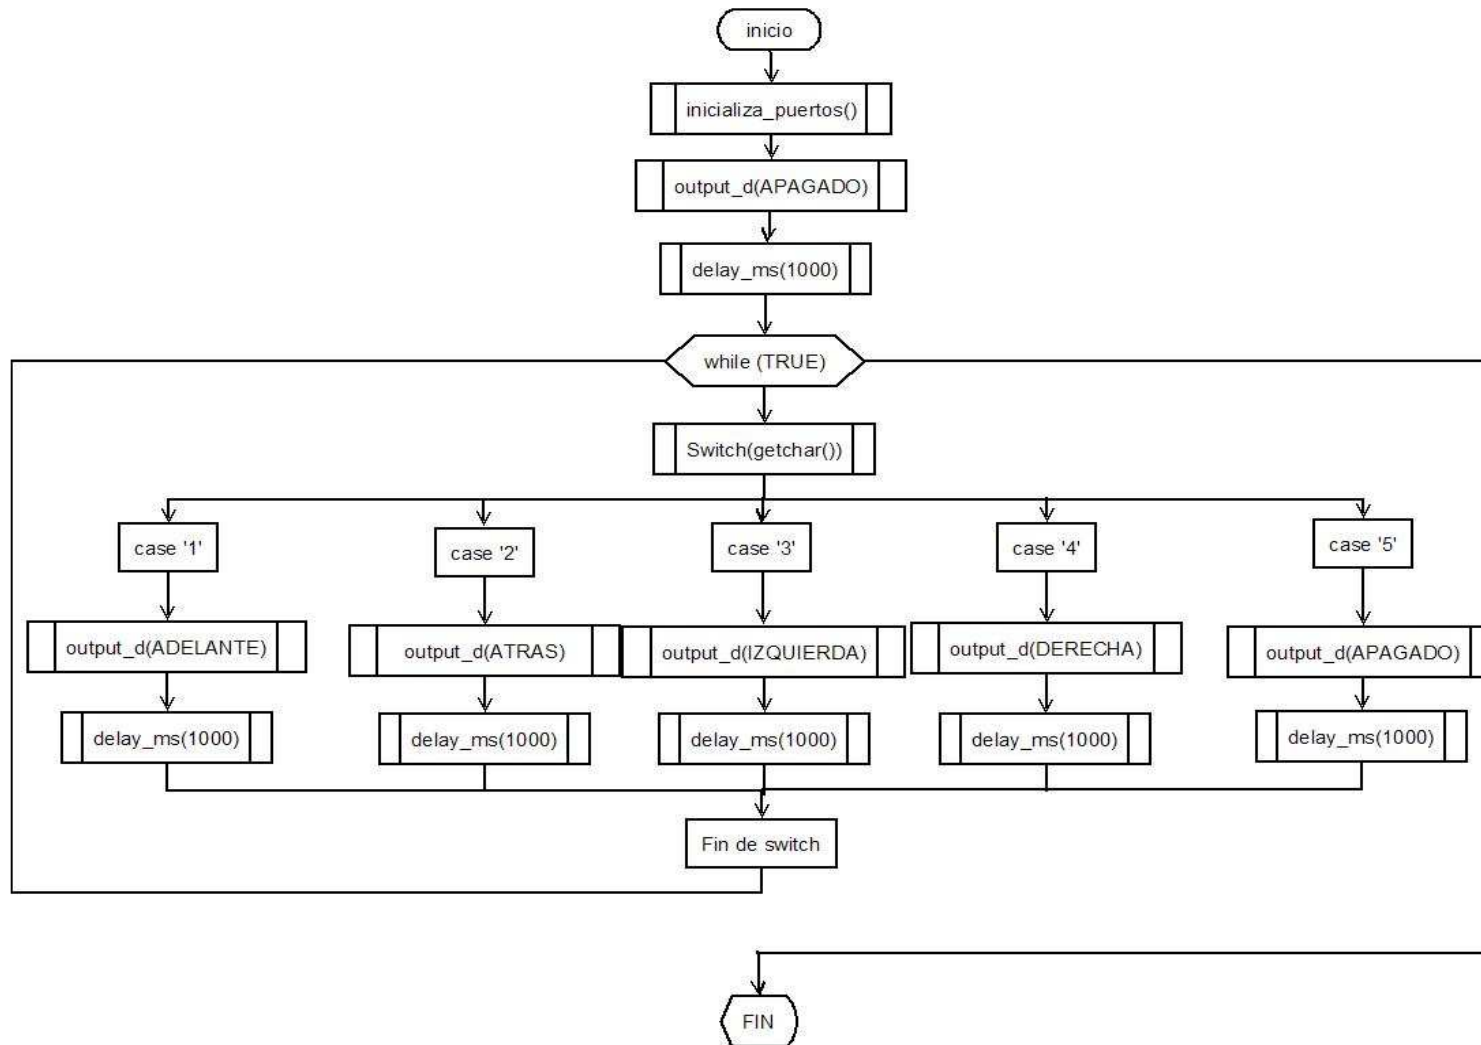 inicio
inicializa_puertos()
output_d(APAGADO)
delay_ms(1000)
while (TRUE)
Switch(getchar())
case '1'
case '2'
case '3'
case '4'
case '5'
output_d(ADELANTE)
output_d(ATRAS)
output_d(IZQUIERDA)
output_d(DERECHA)
output_d(APAGADO)
delay_ms(1000)
delay_ms(1000)
delay_ms(1000)
delay_ms(1000)
delay_ms(1000)
Fin de switch
FIN